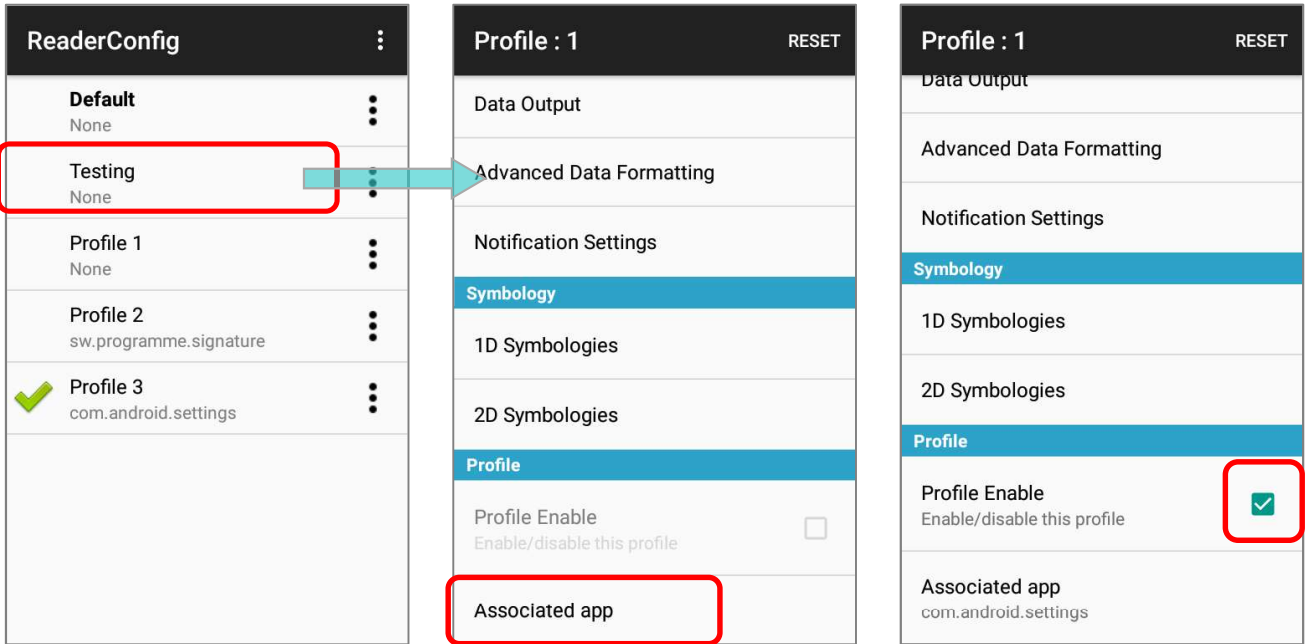 ReaderConfig
Default
None
Testing
None
Profile 1
None
Profile 2
sw.programme.signature
Profile 3
com.android.settings
Profile : 1
RESET
Data Output
Advanced Data Formatting
Notification Settings
Symbology
1D Symbologies
2D Symbologies
Profile
Profile Enable
Enable/disable this profile
Associated app
Profile : 1
RESET
Data Output
Advanced Data Formatting
Notification Settings
Symbology
1D Symbologies
2D Symbologies
Profile
Profile Enable
Enable/disable this profile
Associated app
com.android.settings